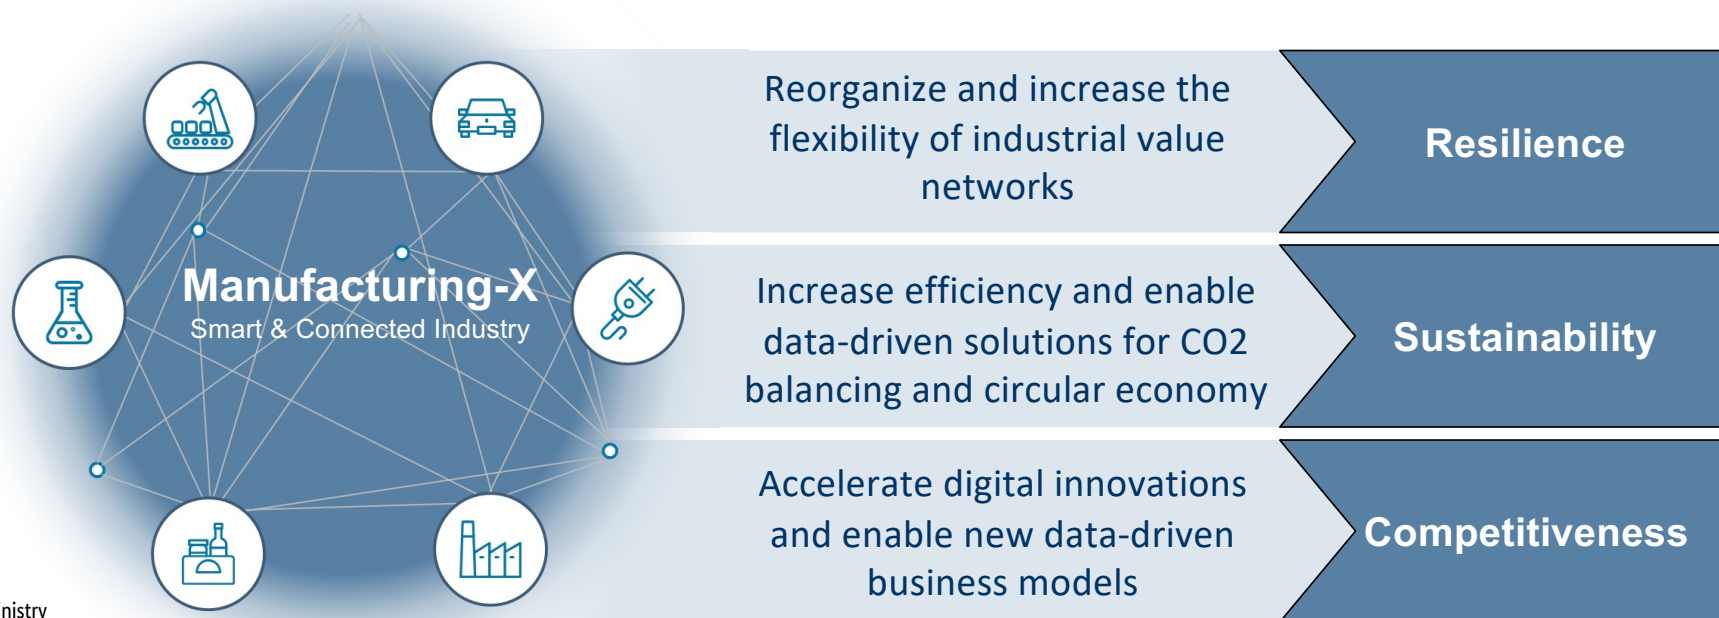 Manufacturing-X
Smart & Connected Industry
Reorganize and increase the
flexibility of industrial value
networks
Resilience
Increase efficiency and enable
data-driven solutions for CO2
balancing and circular economy
Sustainability
Accelerate digital innovations
and enable new data-driven
business models
Competitiveness